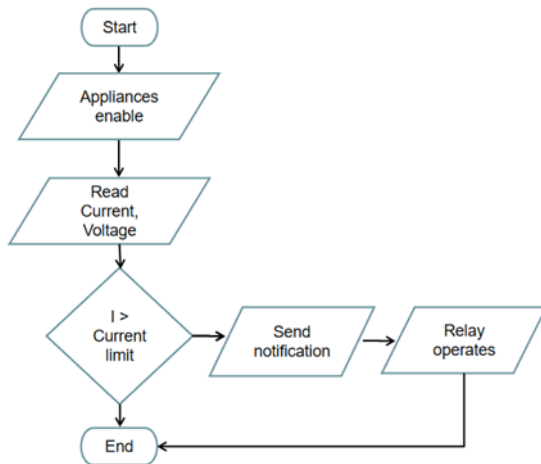 Start
Appliances
enable
Read
Current,
Voltage
I >
Current
limit
Send
notification
Relay
operates
End